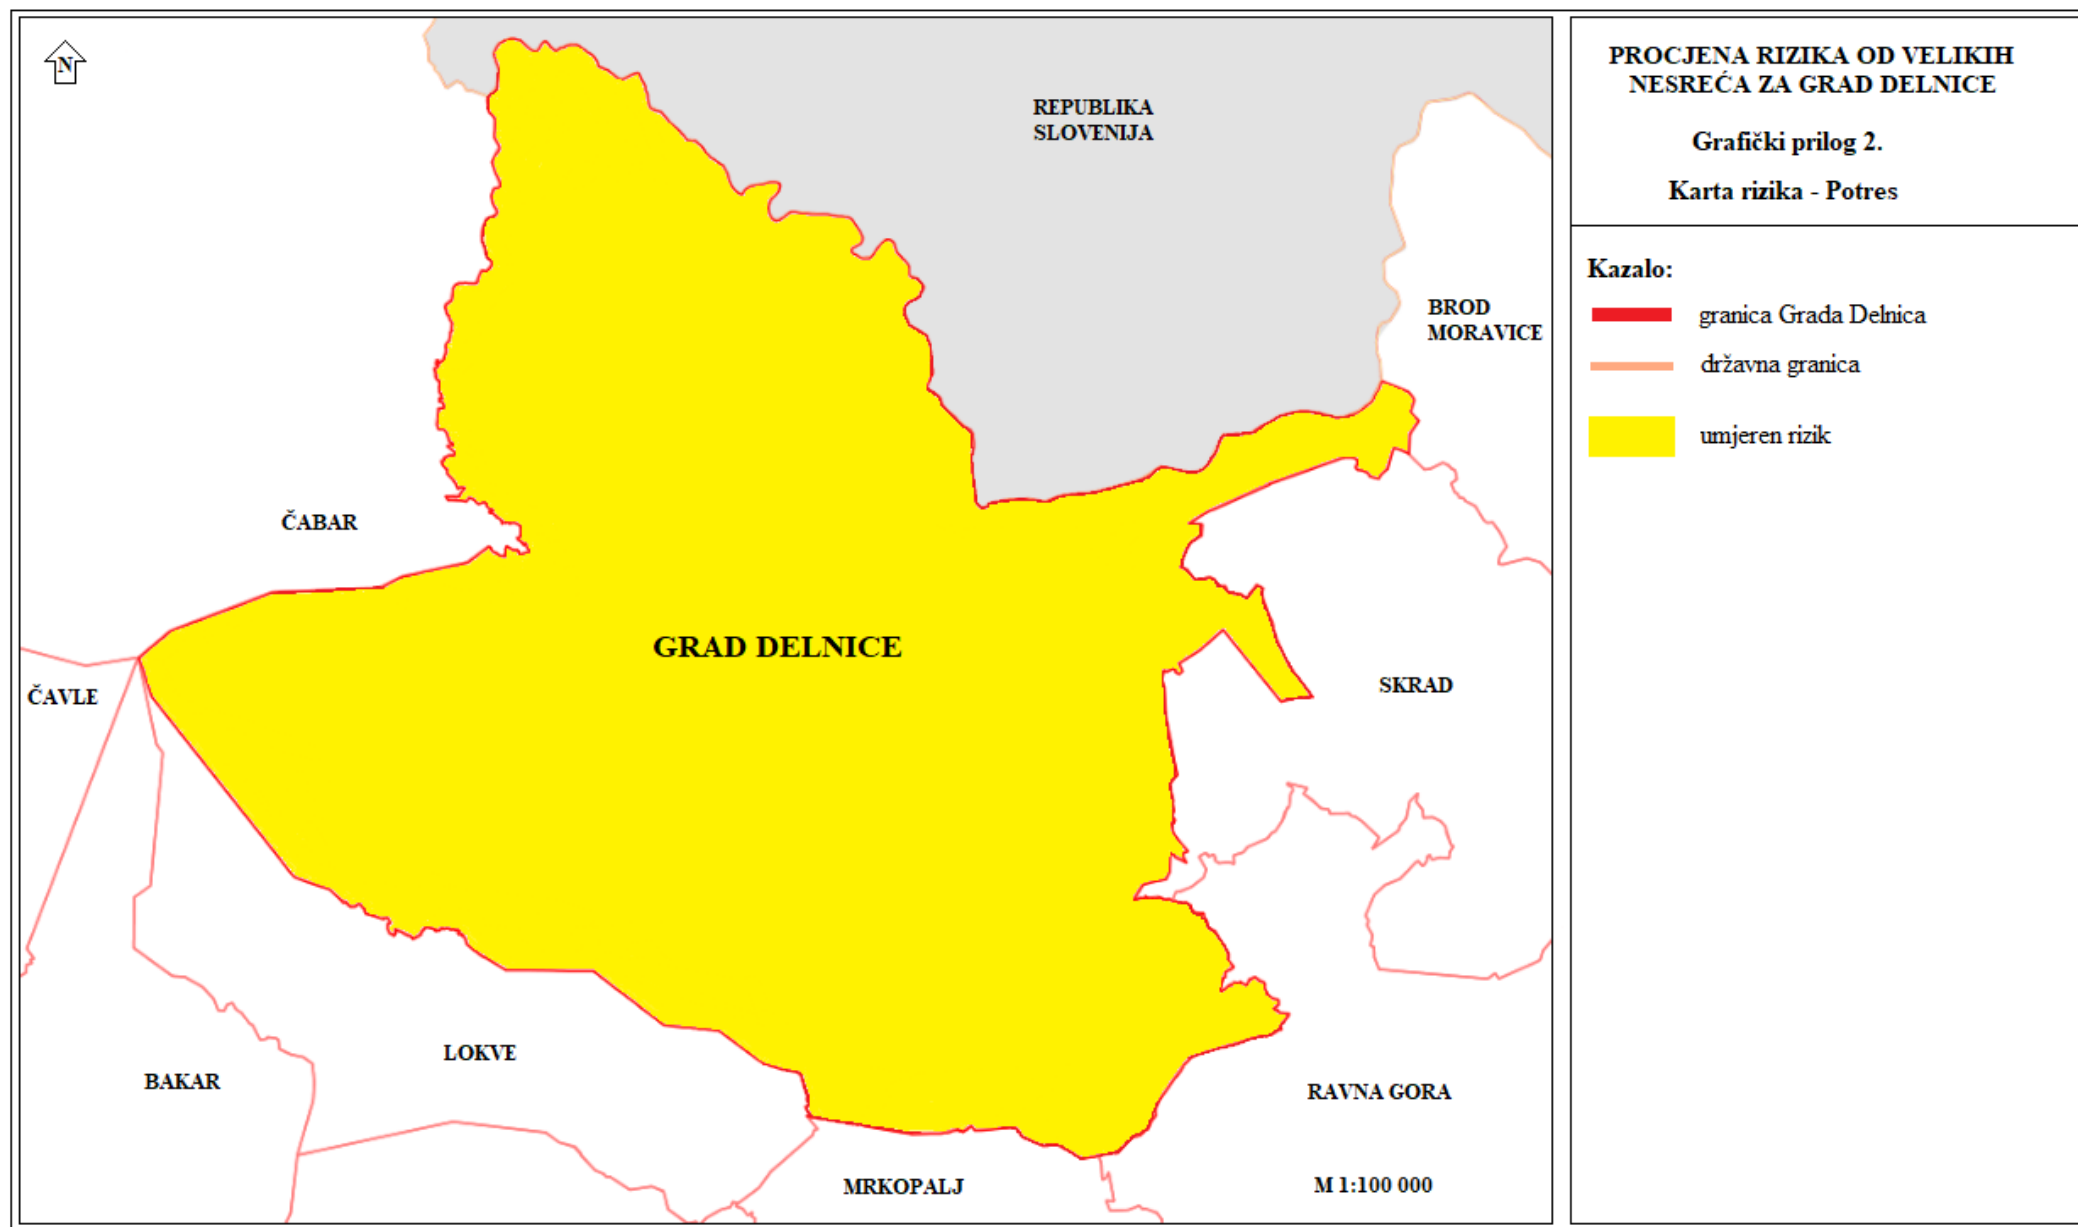 N
REPUBLIKA
SLOVENIJA
BROD
MORAVICE
ČABAR
GRAD DELNICE
ČAVLE
SKRAD
LOKVE
BAKAR
RAVNA GORA
MRKOPALJ
M 1:100 000
PROCJENA RIZIKA OD VELIKIH
NESREĆA ZA GRAD DELNICE
Grafički prilog 2.
Karta rizika - Potres
Kazalo:
granica Grada Delnica
državna granica
umjeren rizik